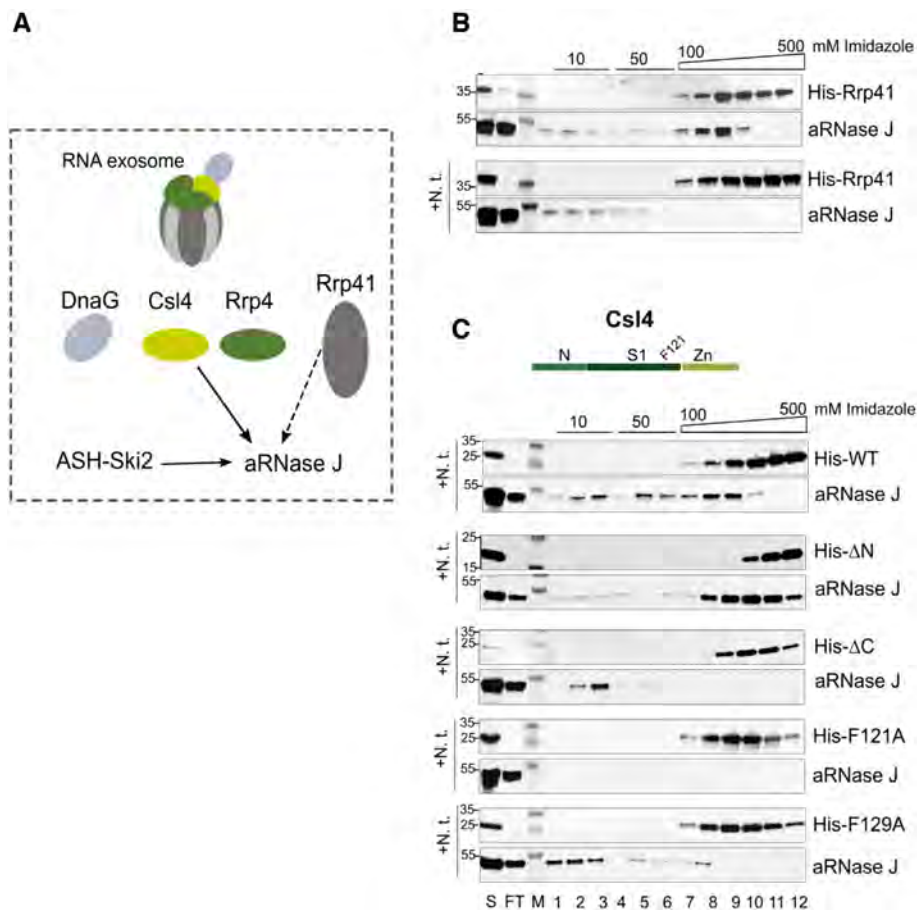 A
RNA exosome
DnaG
Csl4
Rrp4
Rrp41
ASH-Ski2
aRNase J
B
10
50
100
500
mM Imidazole
35
His-Rrp41
55
aRNase J
+N. t.
35
His-Rrp41
55
aRNase J
C
Csl4
N
S1
F121
Zn
10
50
100
500
mM Imidazole
+N. t.
35
25
His-WT
55
aRNase J
+N. t.
25
15
His-ΔN
55
aRNase J
+N. t.
35
25
His-ΔC
55
aRNase J
+N. t.
35
25
His-F121A
55
aRNase J
+N. t.
35
25
His-F129A
55
aRNase J
S FT M 1 2 3 4 5 6 7 8 9 10 11 12